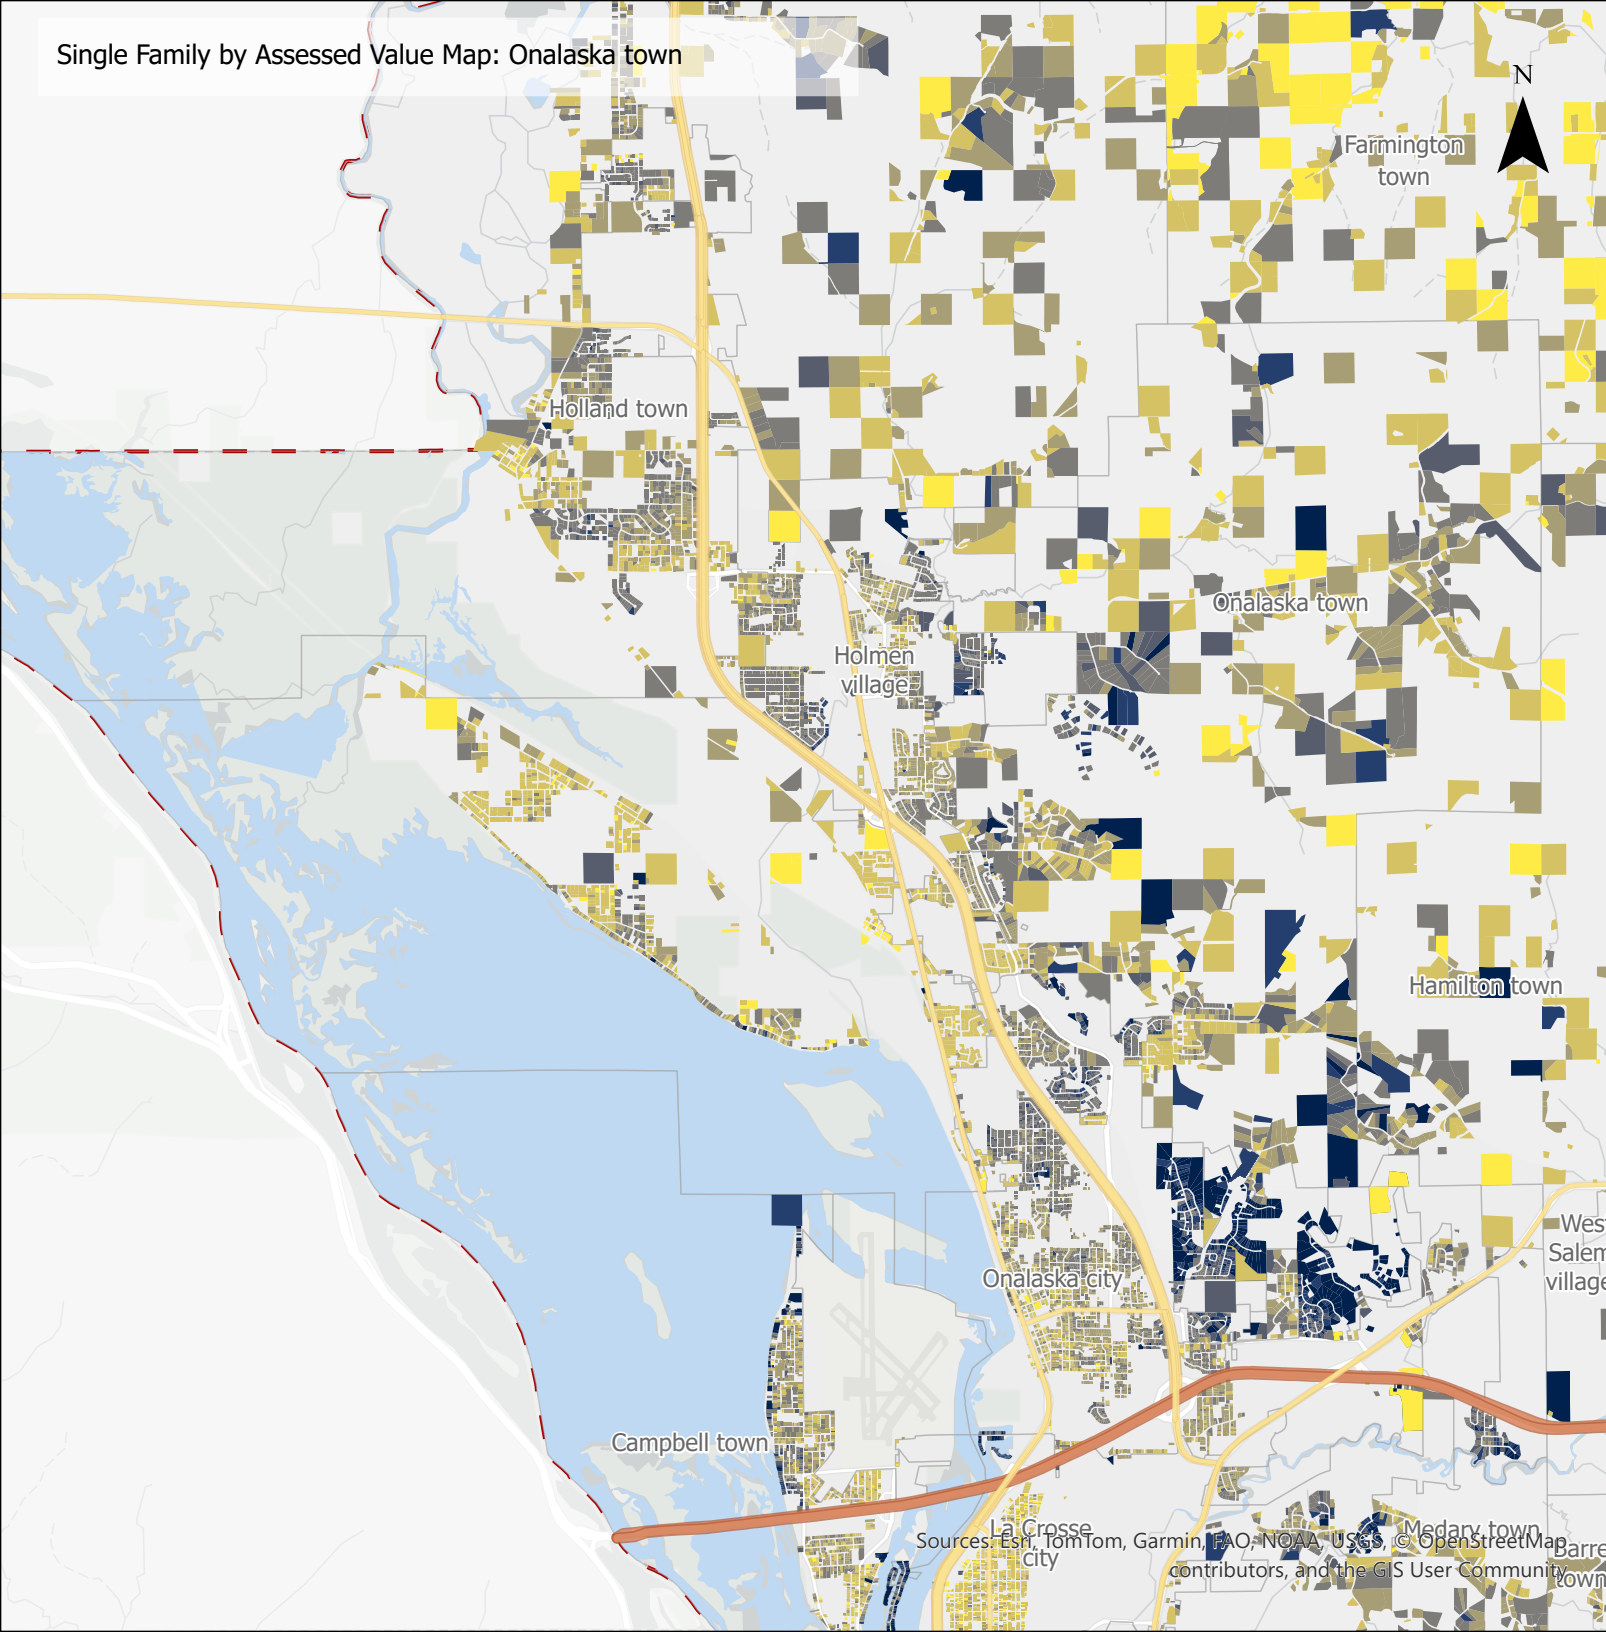 Single Family by Assessed Value Map: Onalaska town
N
Farmington
town
Holland town
Onalaska town
Holmen
village
Hamilton town
West
Salem
village
Onalaska city
Campbell town
La Crosse
city
Medary town
Barre
town
Sources: Esri, TomTom, Garmin, FAO, NOAA, USGS, © OpenStreetMap
contributors, and the GIS User Community